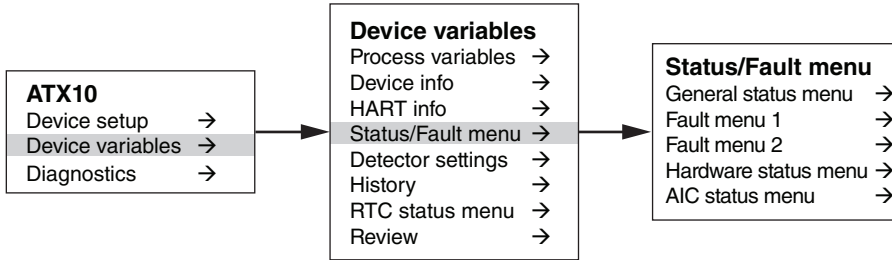 ATX10
Device setup →
Device variables →
Diagnostics →
Device variables
Process variables →
Device info →
HART info →
Status/Fault menu →
Detector settings →
History →
RTC status menu →
Review →
Status/Fault menu
General status menu →
Fault menu 1 →
Fault menu 2 →
Hardware status menu →
AIC status menu →